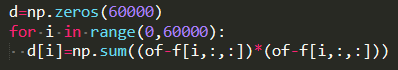 d=np.zeros(60000)
for i in range(0,60000):
  d[i]=np.sum((of-f[i,:,:])*(of-f[i,:,:]))